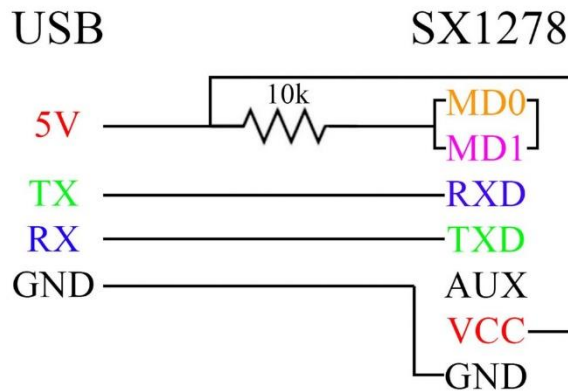 USB SX1278
10k
5V MD0
MD1
TX RXD
RX TXD
GND AUX
VCC
GND